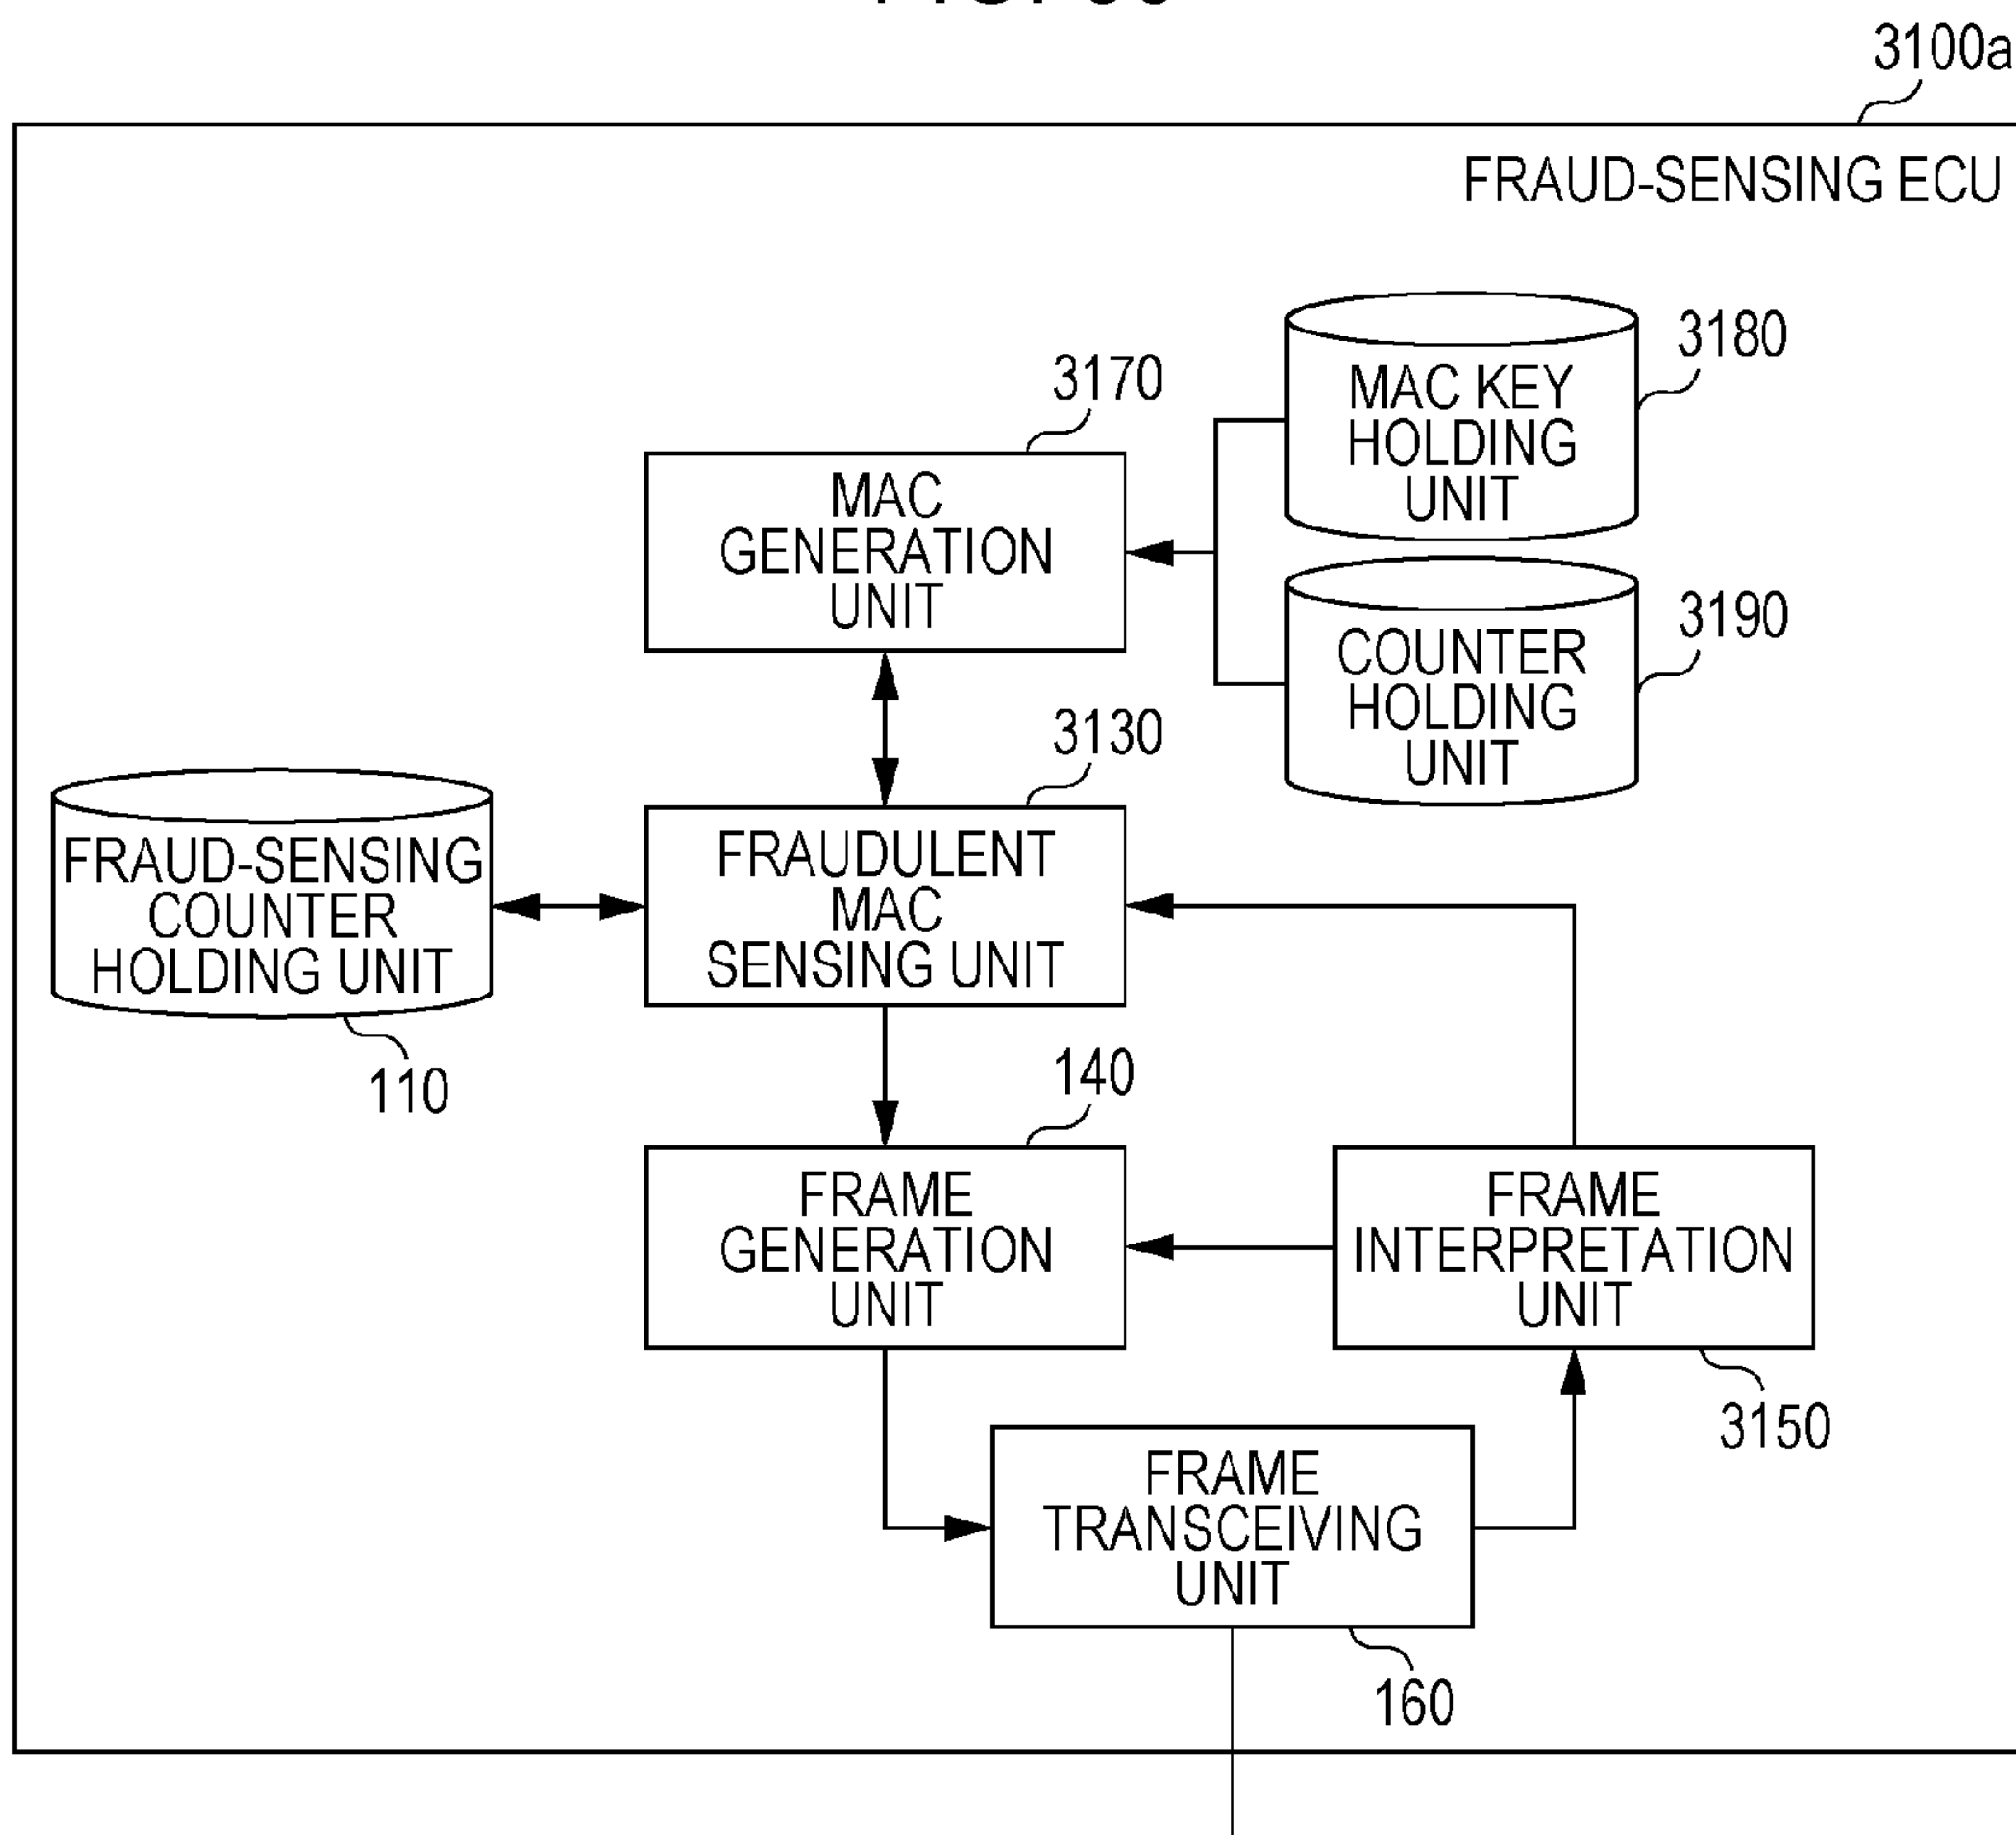 3100a
FRAUD-SENSING ECU
3180
MAC KEY
HOLDING
UNIT
3170
MAC
GENERATION
UNIT
3190
COUNTER
HOLDING
UNIT
3130
FRAUDULENT
MAC
SENSING UNIT
FRAUD-SENSING
COUNTER
HOLDING UNIT
110
140
FRAME
GENERATION
UNIT
FRAME
INTERPRETATION
UNIT
3150
FRAME
TRANSCEIVING
UNIT
160